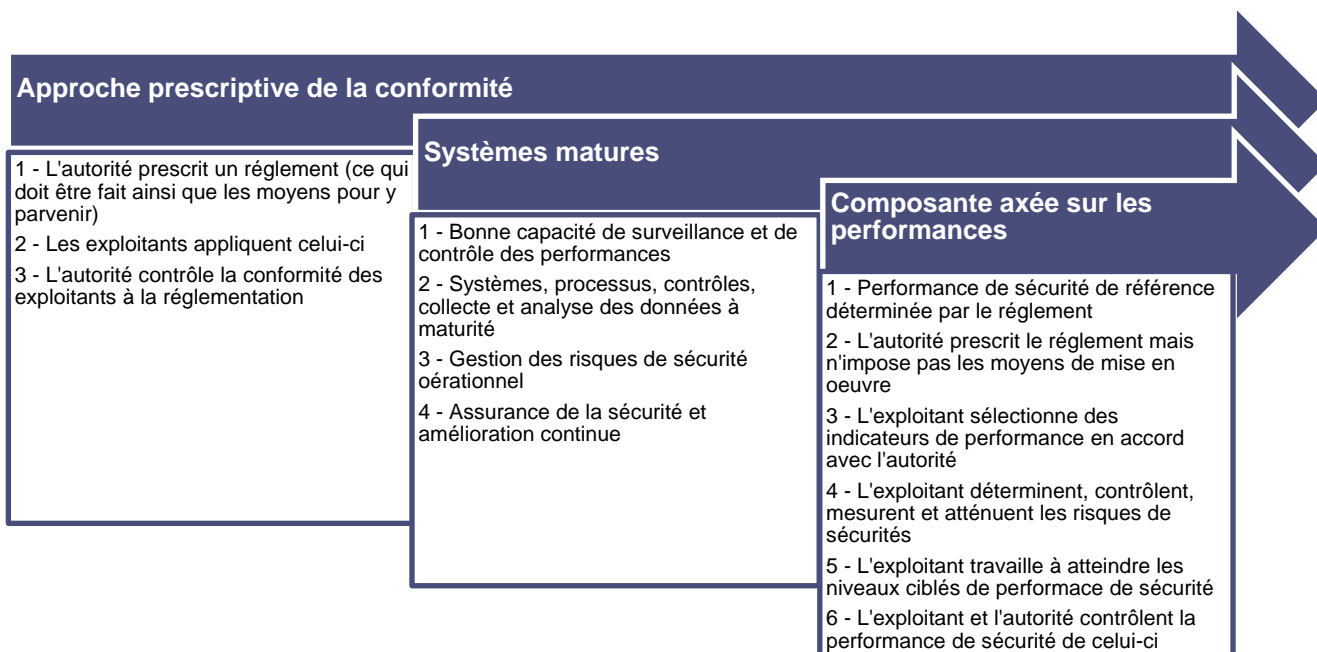 Approche prescriptive de la conformité
1 - L'autorité prescrit un réglement (ce qui
doit être fait ainsi que les moyens pour y
parvenir)
2 - Les exploitants appliquent celui-ci
3 - L'autorité contrôle la conformité des
exploitants à la réglementation
Systèmes matures
1 - Bonne capacité de surveillance et de
contrôle des performances
2 - Systèmes, processus, contrôles,
collecte et analyse des données à
maturité
3 - Gestion des risques de sécurité
oérationnel
4 - Assurance de la sécurité et
amélioration continue
Composante axée sur les
performances
1 - Performance de sécurité de référence
déterminée par le réglement
2 - L'autorité prescrit le réglement mais
n'impose pas les moyens de mise en
oeuvre
3 - L'exploitant sélectionne des
indicateurs de performance en accord
avec l'autorité
4 - L'exploitant déterminent, contrôlent,
mesurent et atténuent les risques de
sécurités
5 - L'exploitant travaille à atteindre les
niveaux ciblés de performace de sécurité
6 - L'exploitant et l'autorité contrôlent la
performance de sécurité de celui-ci